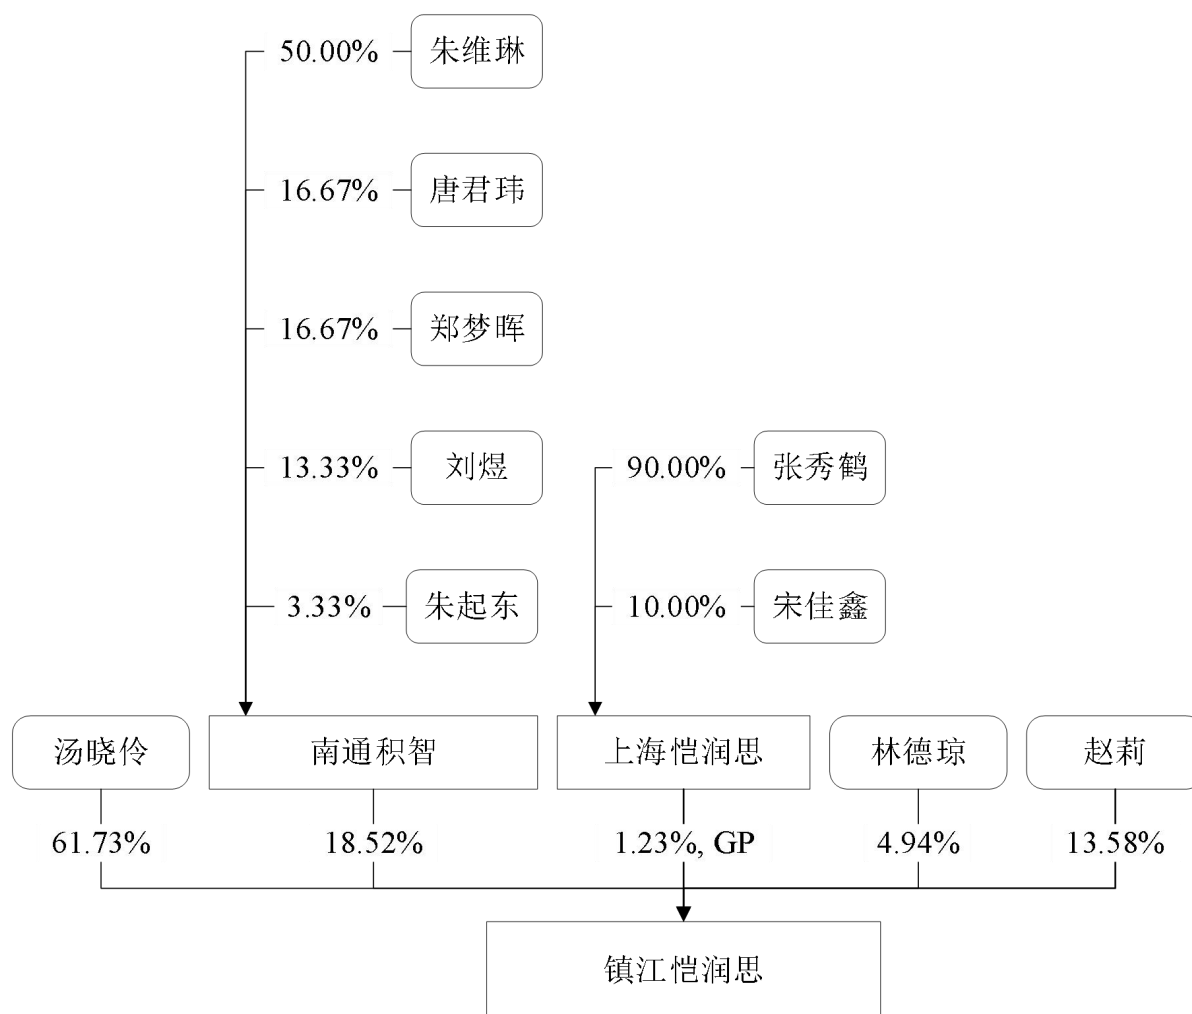 50.00% 朱维琳
16.67% 唐君玮
16.67% 郑梦晖
13.33% 刘煜
90.00% 张秀鹤
3.33% 朱起东
10.00% 宋佳鑫
汤晓伶 南通积智 上海恺润思 林德琼 赵莉
61.73% 18.52% 1.23%, GP 4.94% 13.58%
镇江恺润思